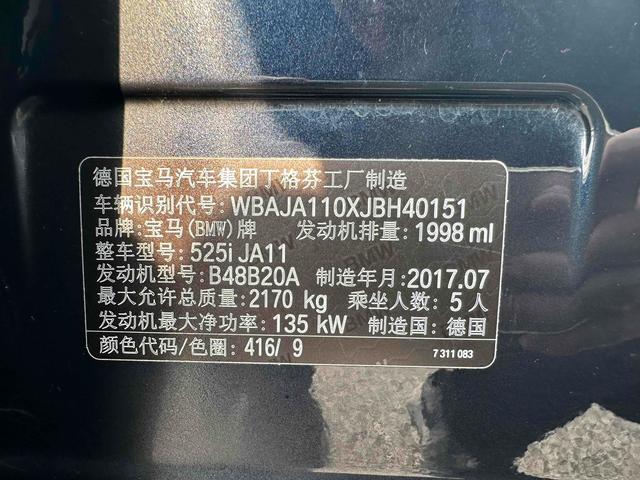 德国宝马汽车集团丁格芬工厂制造
车辆识别代号: WBAJA110XJBH40151
品牌: 宝马(BMW)牌 发动机排量: 1998 ml
整车型号: 525i JA11
发动机型号: B48B20A 制造年月: 2017.07
最大允许总质量: 2170 kg 乘坐人数: 5 人
发动机最大净功率: 135 kW 制造国: 德国
颜色代码/色圈: 416/ 9 7 311 083